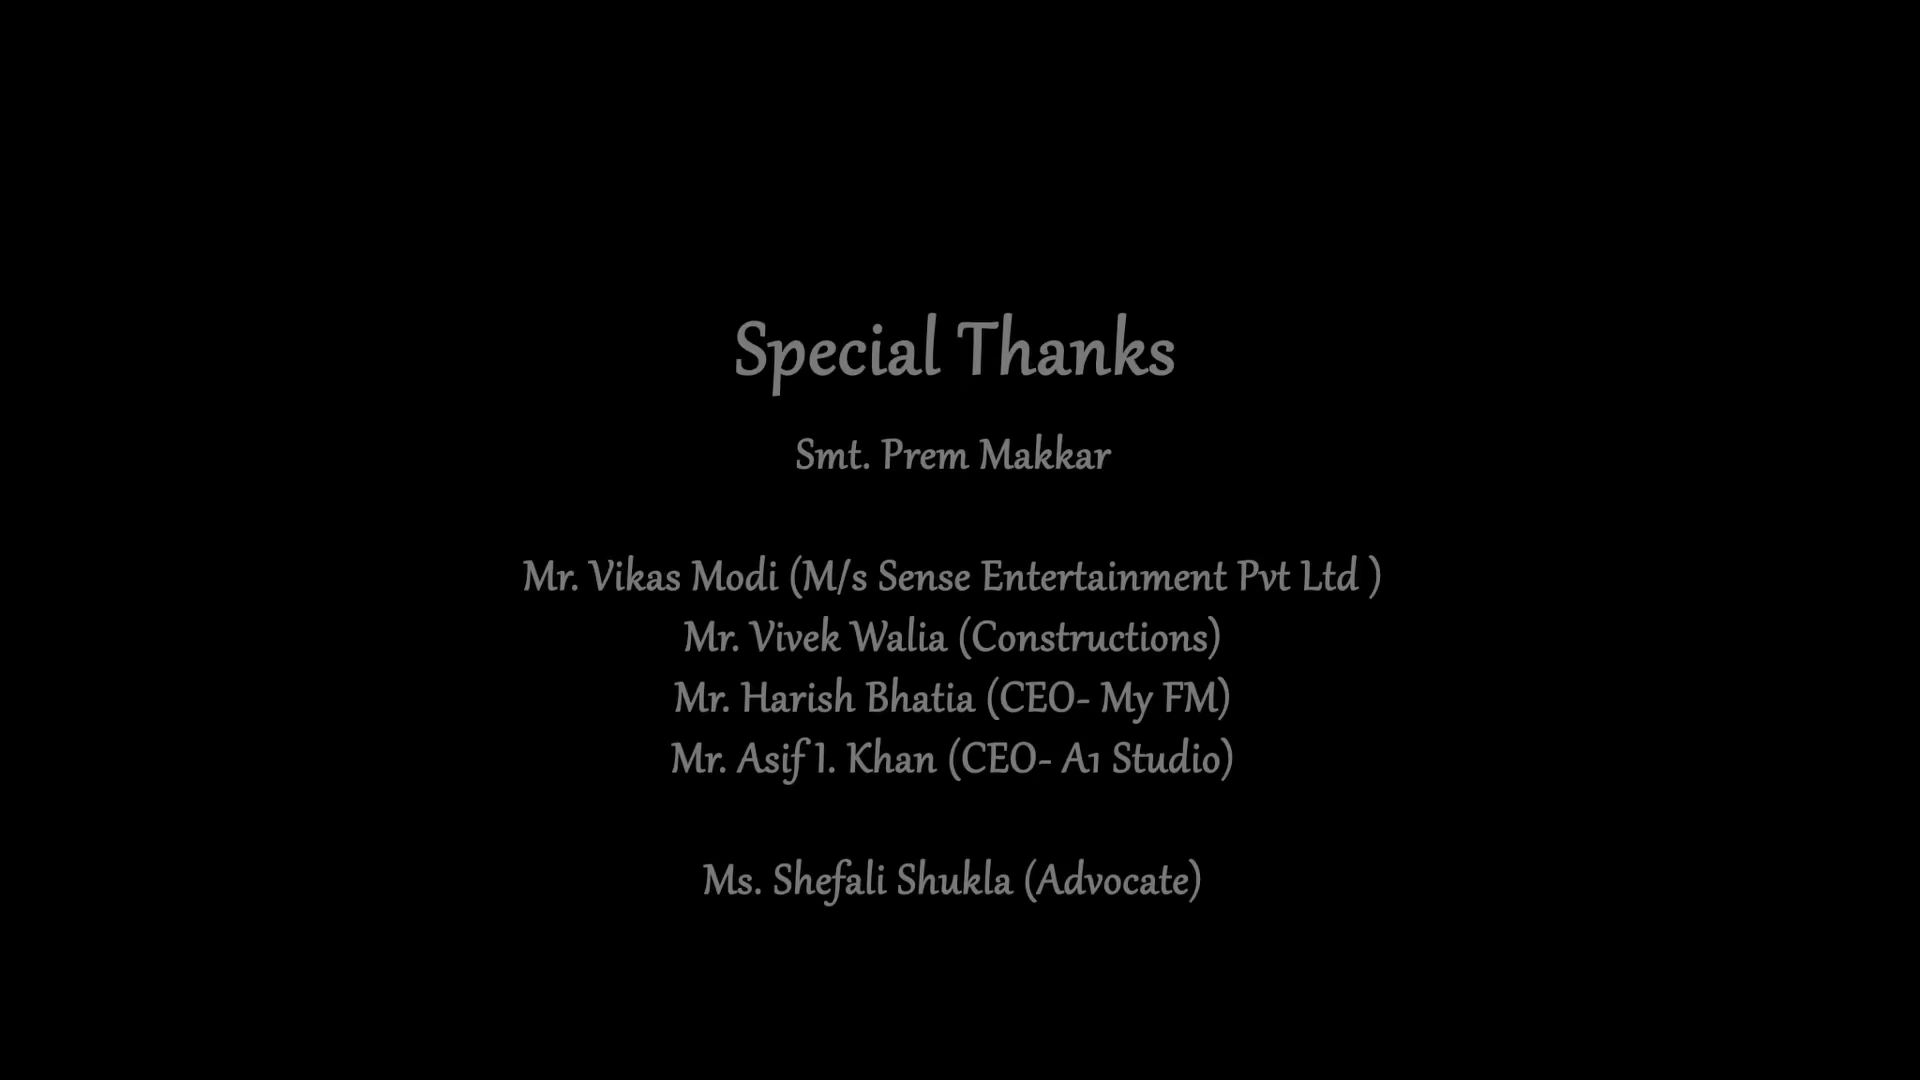 Special Thanks
Smt. Prem Makkar
Mr. Vikas Modi (M/s Sense Entertainment Pvt Ltd )
Mr. Vivek Walia (Constructions)
Mr. Harish Bhatia (CEO- My FM)
Mr. Asif I. Khan (CEO- A1 Studio)
Ms. Shefali Shukla (Advocate)